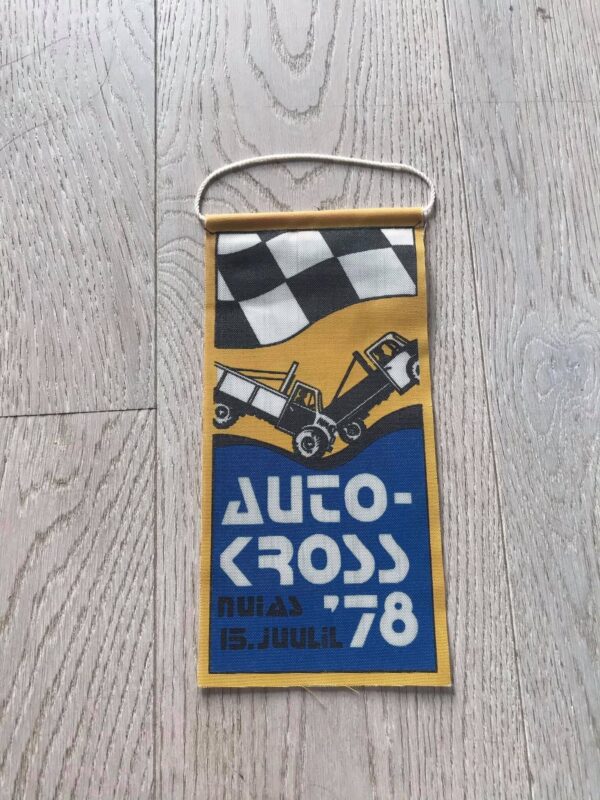 AUTO-
KROSS
NUIAS '78
15. JUULIL